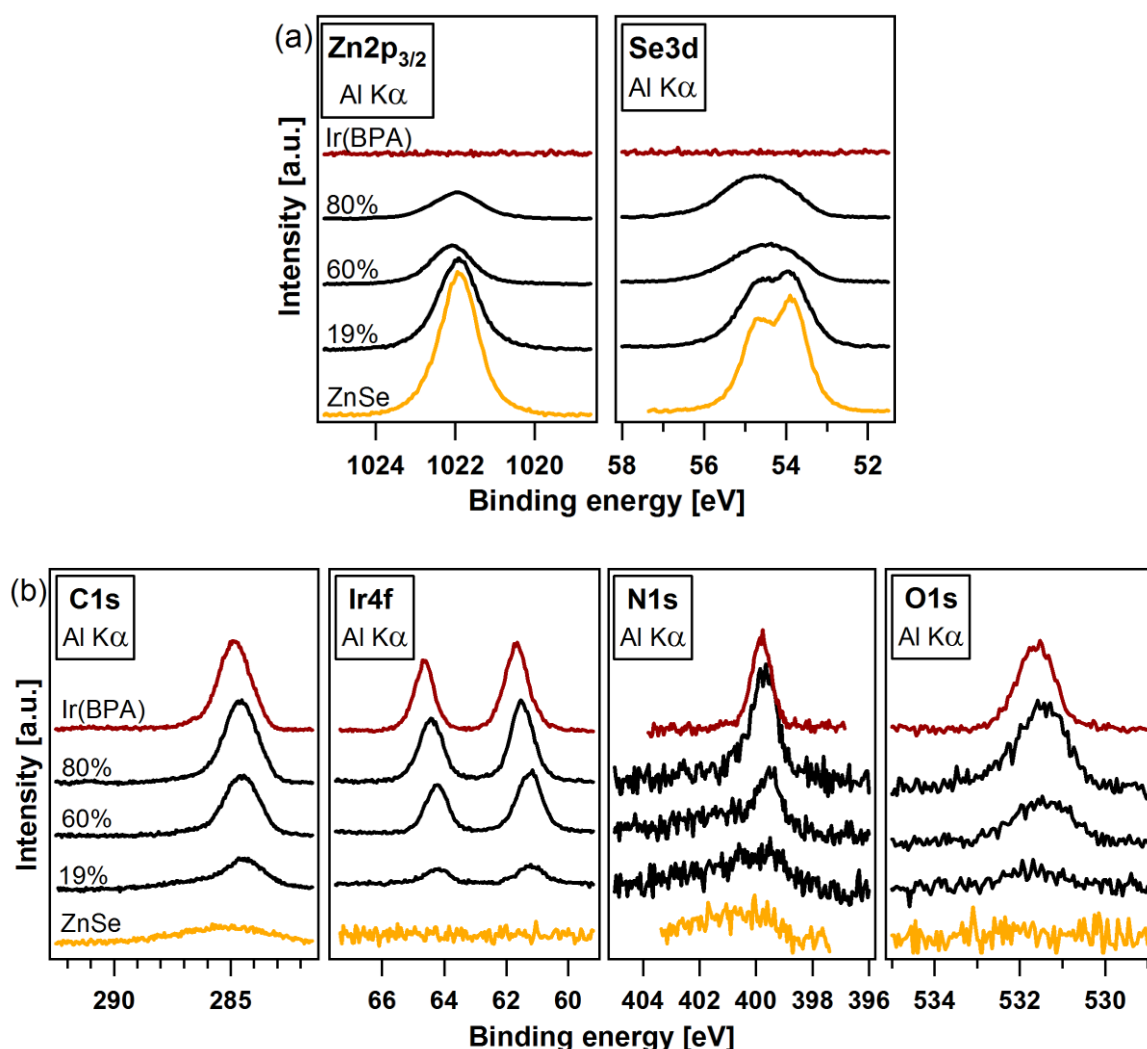 (a)
Zn2p3/2
Al Kα
Se3d
Al Kα
Intensity [a.u.]
Ir(BPA)
80%
60%
19%
ZnSe
1024 1022 1020
58 56 54 52
Binding energy [eV]
(b)
C1s
Al Kα
Ir4f
Al Kα
N1s
Al Kα
O1s
Al Kα
Intensity [a.u.]
Ir(BPA)
80%
60%
19%
ZnSe
290 285
66 64 62 60
404 402 400 398 396
534 532 530
Binding energy [eV] Binding energy [eV]